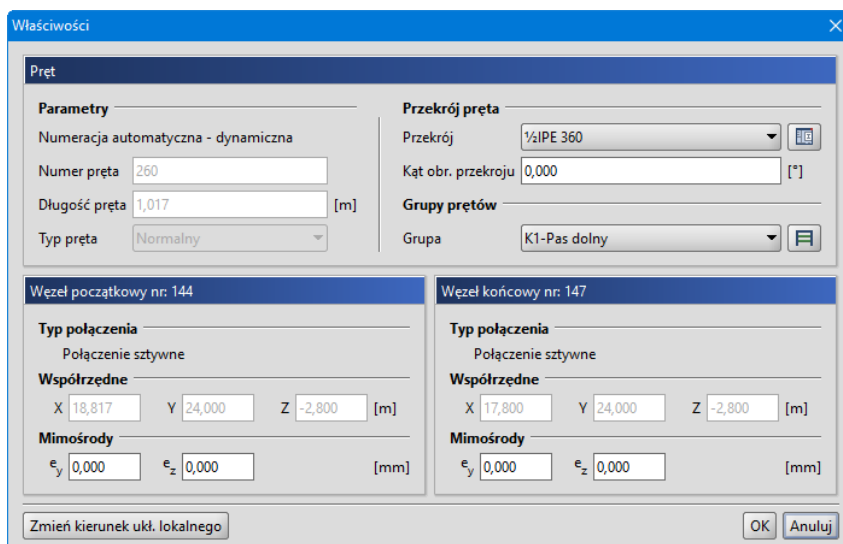 Właściwości
Pręt
Parametry
Numeracja automatyczna - dynamiczna
Numer pręta 260
Długość pręta 1,017 [m]
Typ pręta Normalny
Przekrój pręta
Przekrój ½IPE 360
Kąt obr. przekroju 0,000 [°]
Grupy prętów
Grupa K1-Pas dolny
Węzeł początkowy nr: 144
Typ połączenia
Połączenie sztywne
Współrzędne
X 18,817 Y 24,000 Z -2,800 [m]
Mimośrody
ey 0,000 ez 0,000 [mm]
Węzeł końcowy nr: 147
Typ połączenia
Połączenie sztywne
Współrzędne
X 17,800 Y 24,000 Z -2,800 [m]
Mimośrody
ey 0,000 ez 0,000 [mm]
Zmień kierunek ukł. lokalnego OK Anuluj